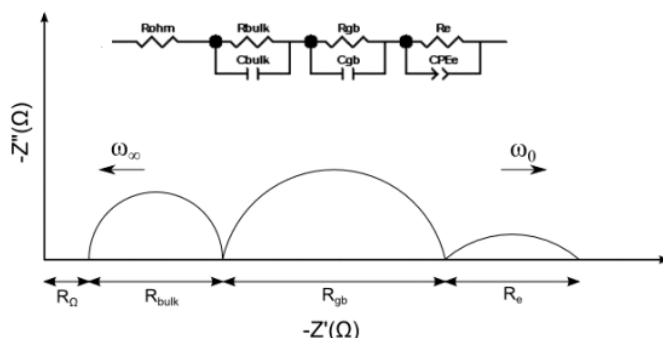 Rohm Rbulk Rgb Re
Cbulk Cgb CPEe
-Z''(Ω)
ω∞ ω0
RΩ Rbulk Rgb Re
-Z'(Ω)